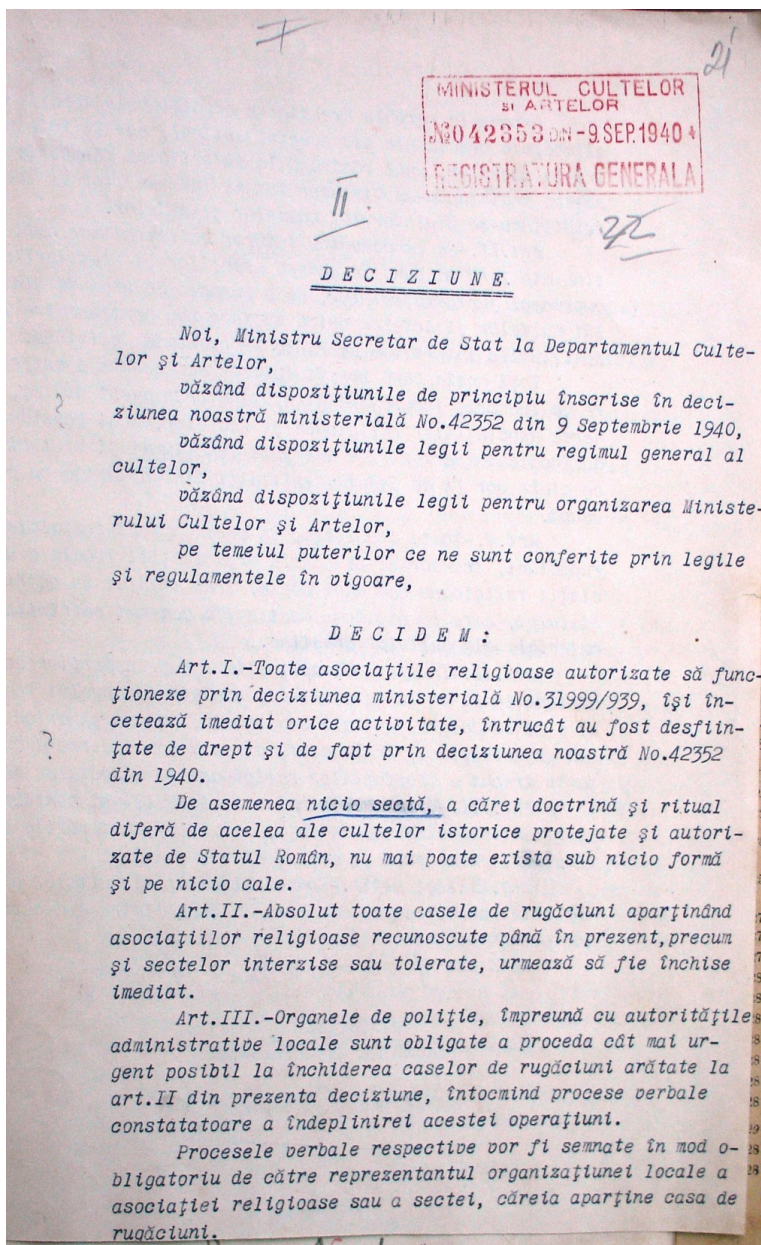 21
MINISTERUL CULTELOR
SI ARTELOR
No 042353 DIN -9.SEP.1940
REGISTRATURA GENERALA
II
22
DECIZIUNE.
Noi, Ministru Secretar de Stat la Departamentul Culte-
lor şi Artelor,
văzând dispoziţiunile de principiu înscrise în deci-
ziunea noastră ministerială No.42352 din 9 Septembrie 1940,
văzând dispoziţiunile legii pentru regimul general al
cultelor,
văzând dispoziţiunile legii pentru organizarea Ministe-
rului Cultelor şi Artelor,
pe temeiul puterilor ce ne sunt conferite prin legile
şi regulamentele în vigoare,
DECIDEM:
Art.I.-Toate asociaţiile religioase autorizate să func-
ţioneze prin deciziunea ministerială No.31999/939, îşi în-
cetează imediat orice activitate, întrucât au fost desfiin-
ţate de drept şi de fapt prin deciziunea noastră No.42352
din 1940.
De asemenea nicio sectă, a cărei doctrină şi ritual
diferă de acelea ale cultelor istorice protejate şi autori-
zate de Statul Român, nu mai poate exista sub nicio formă
şi pe nicio cale.
Art.II.-Absolut toate casele de rugăciuni aparţinând
asociaţiilor religioase recunoscute până în prezent,precum
şi sectelor interzise sau tolerate, urmează să fie închise
imediat.
Art.III.-Organele de poliţie, împreună cu autorităţile
administrative locale sunt obligate a proceda cât mai ur-
gent posibil la închiderea caselor de rugăciuni arătate la
art.II din prezenta deciziune, întocmind procese verbale
constatatoare a îndeplinirei acestei operaţiuni.
Procesele verbale respective vor fi semnate în mod o-
bligatoriu de către reprezentantul organizaţiunei locale a
asociaţiei religioase sau a sectei, căreia aparţine casa de
rugăciuni.